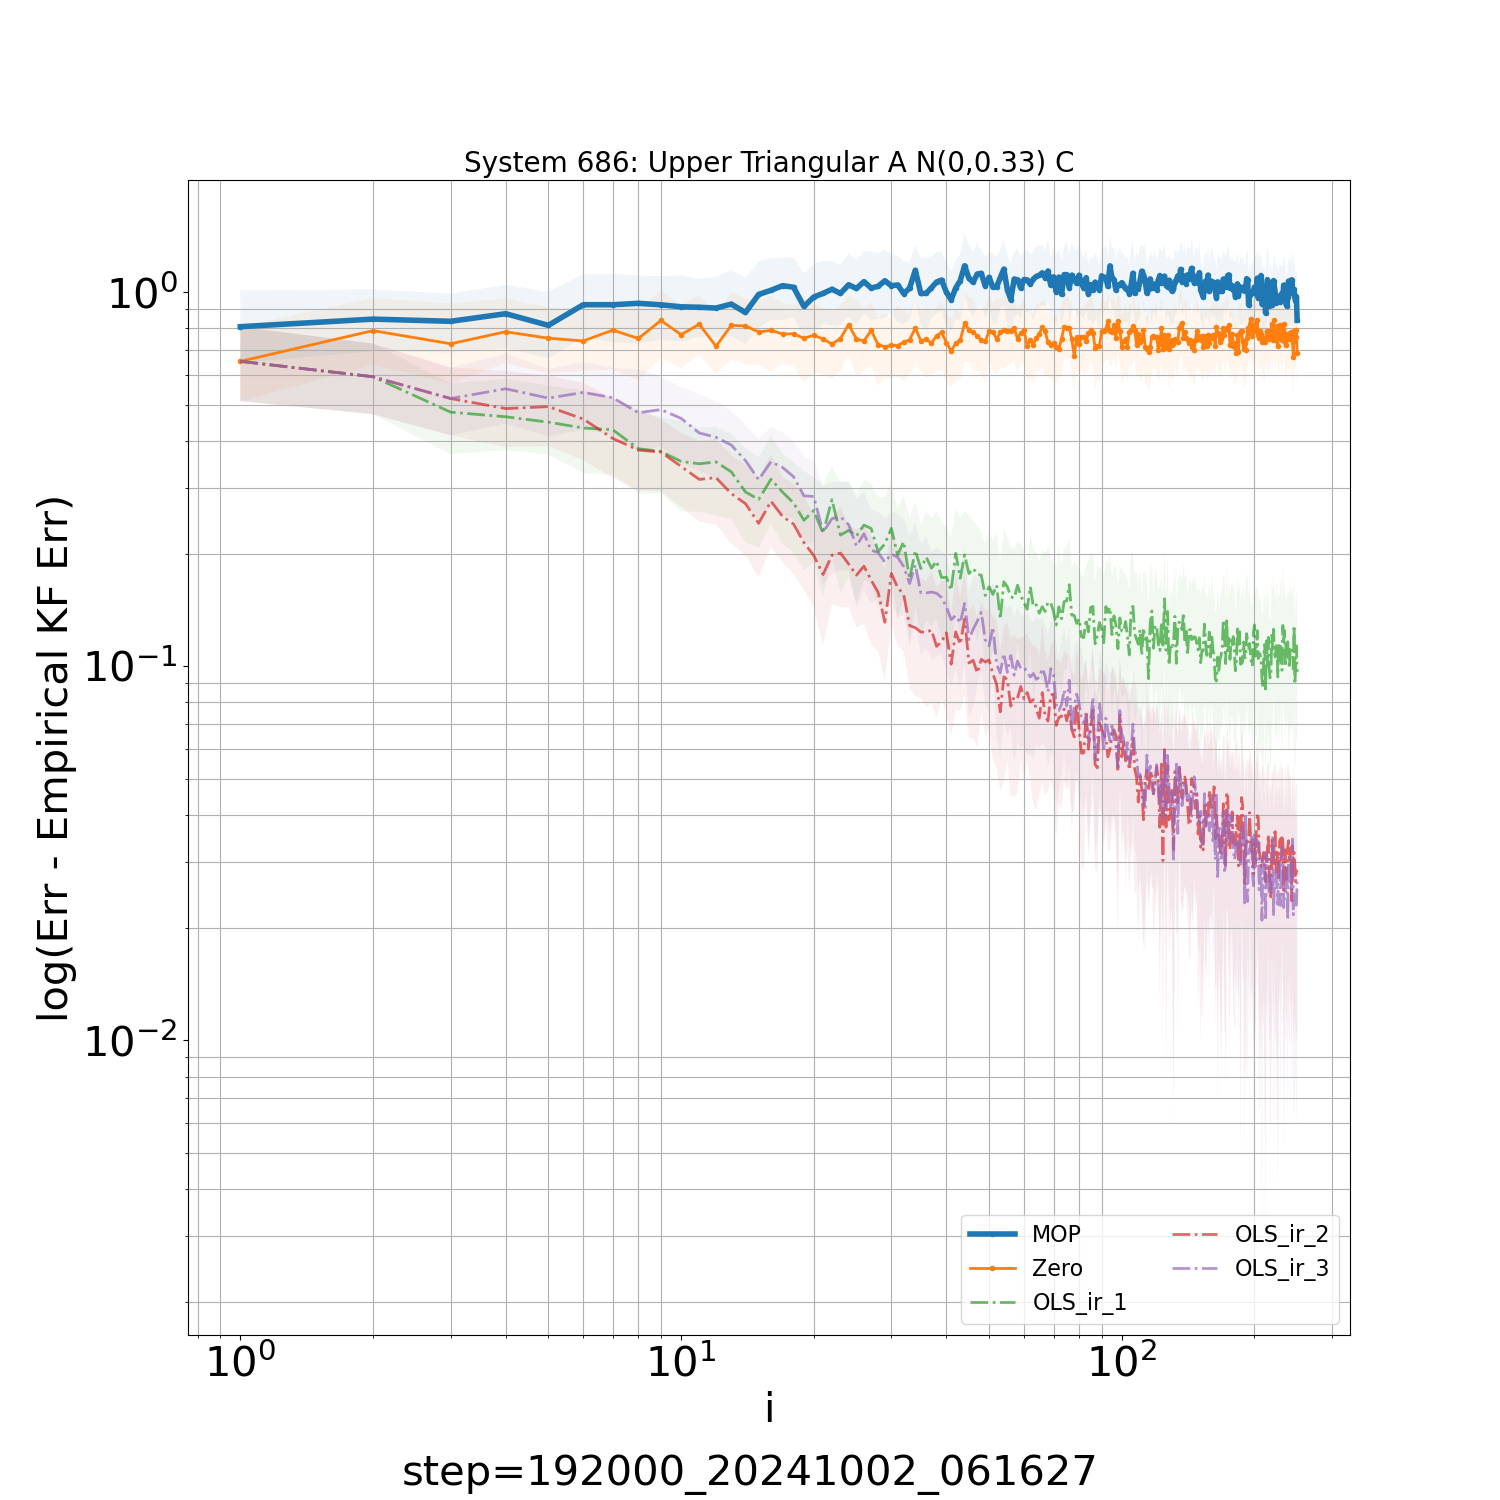 System 686: Upper Triangular A N(0,0.33) C
log(Err - Empirical KF Err)
10⁰
10⁻¹
10⁻²
10⁰ 10¹ 10²
i
MOP
Zero
OLS_ir_1
OLS_ir_2
OLS_ir_3
step=192000_20241002_061627